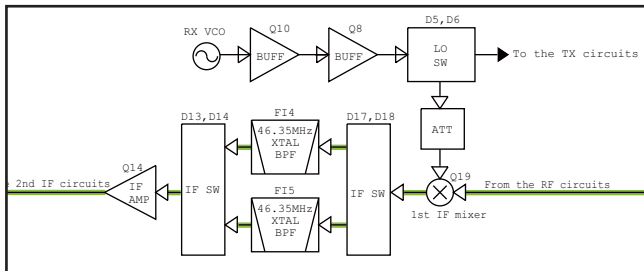 Q10
Q8
D5,D6
RX VCO
BUFF
BUFF
LO
SW
To the TX circuits
ATT
D13,D14
FI4
D17,D18
46.35MHz
XTAL
BPF
Q14
Q19
2nd IF circuits
IF
AMP
IF SW
IF SW
From the RF circuits
FI5
46.35MHz
XTAL
BPF
1st IF mixer